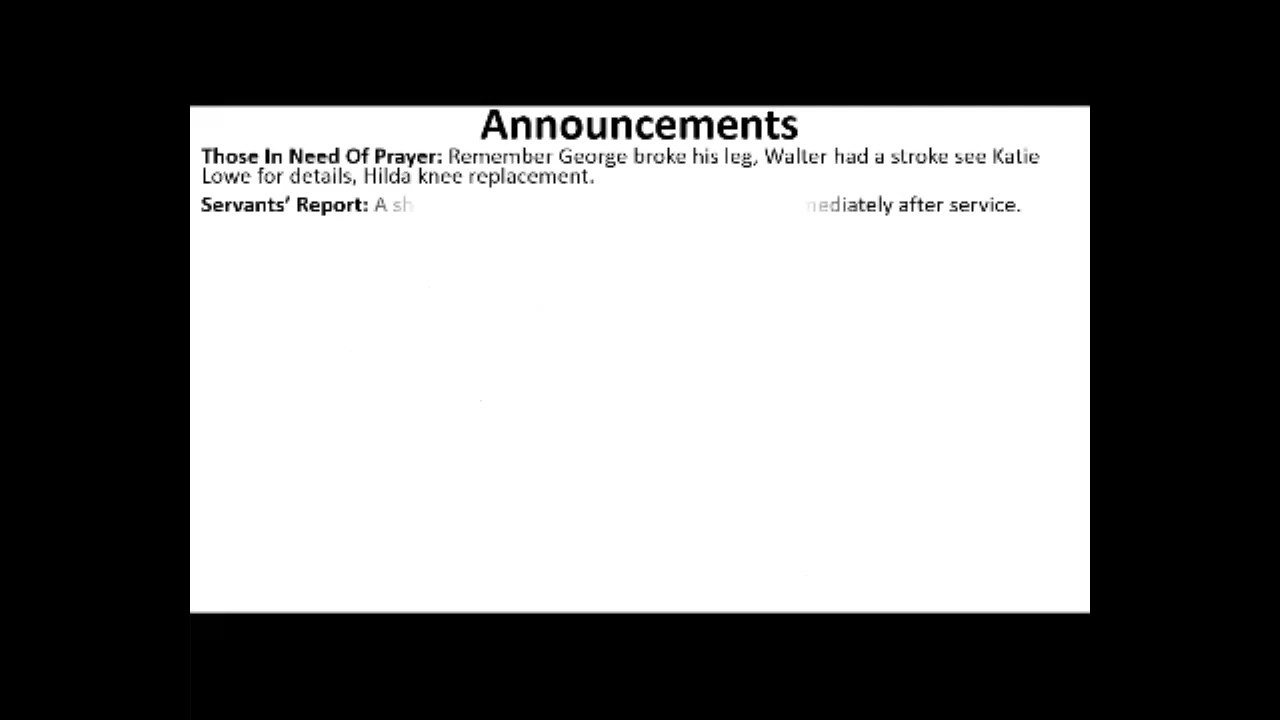 Announcements
Those In Need Of Prayer: Remember George broke his leg, Walter had a stroke see Katie
Lowe for details, Hilda knee replacement.
Servants’ Report: A after service.